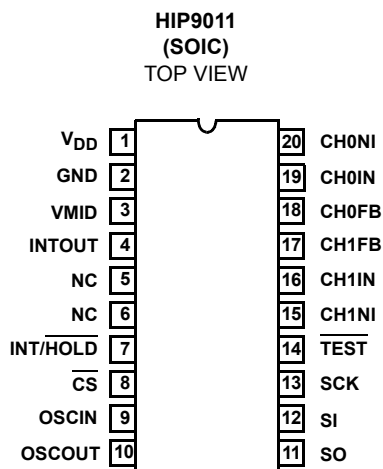 HIP9011
(SOIC)
TOP VIEW
VDD 1 20 CH0NI
GND 2 19 CH0IN
VMID 3 18 CH0FB
INTOUT 4 17 CH1FB
NC 5 16 CH1IN
NC 6 15 CH1NI
INT/HOLD 7 14 TEST
CS 8 13 SCK
OSCIN 9 12 SI
OSCOUT 10 11 SO